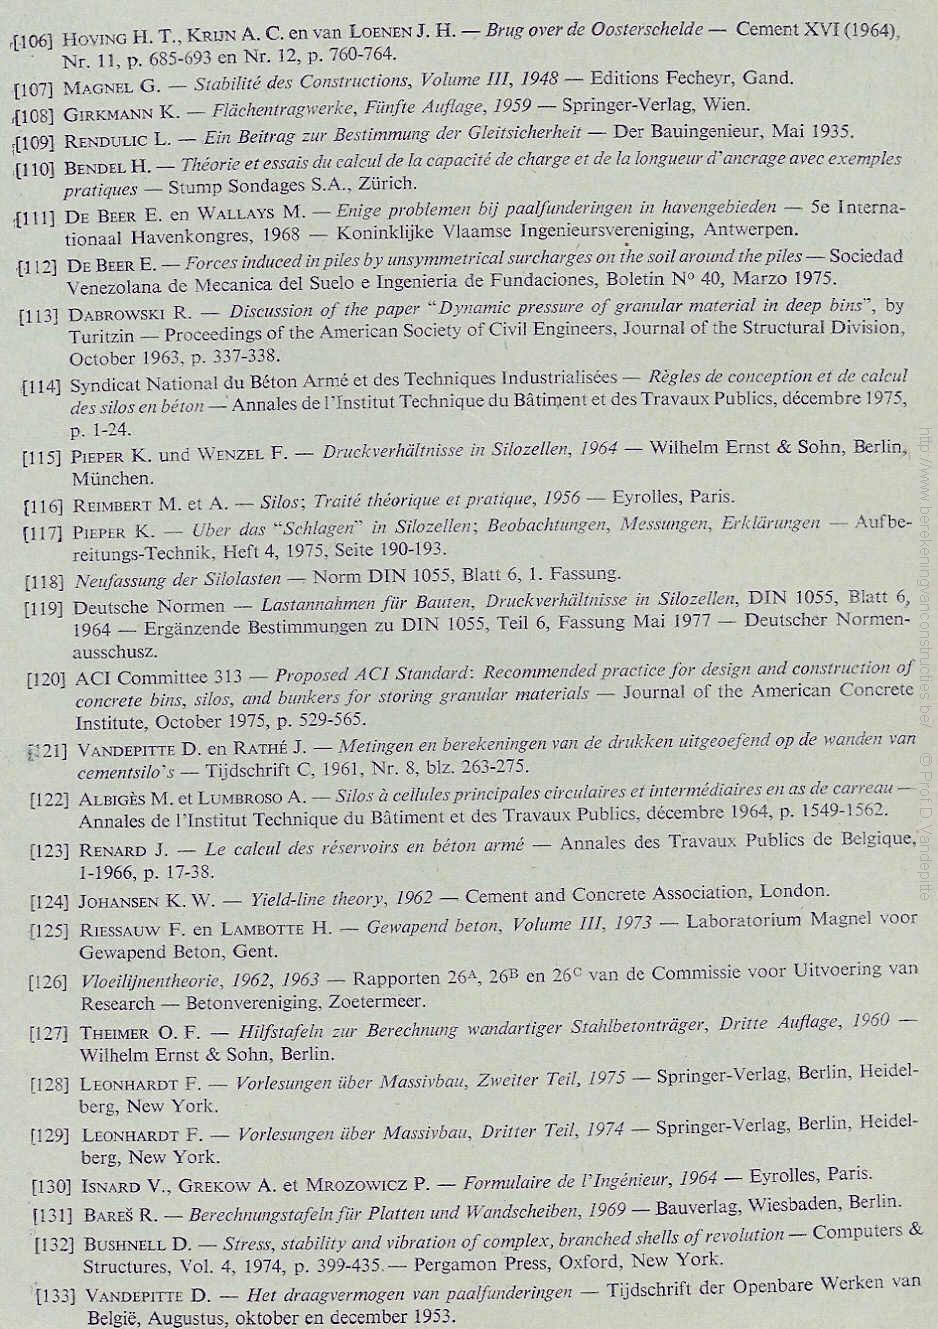 [106] HOVING H. T., KRIJN A. C. en van LOENEN J. H. — Brug over de Oosterschelde — Cement XVI (1964),
Nr. 11, p. 685-693 en Nr. 12, p. 760-764.
[107] MAGNEL G. — Stabilité des Constructions, Volume III, 1948 — Editions Fecheyr, Gand.
[108] GIRKMANN K. — Flächentragwerke, Fünfte Auflage, 1959 — Springer-Verlag, Wien.
[109] RENDULIC L. — Ein Beitrag zur Bestimmung der Gleitsicherheit — Der Bauingenieur, Mai 1935.
[110] BENDEL H. — Théorie et essais du calcul de la capacité de charge et de la longueur d'ancrage avec exemples
pratiques — Stump Sondages S.A., Zürich.
[111] DE BEER E. en WALLAYS M. — Enige problemen bij paalfunderingen in havengebieden — 5e Interna-
tionaal Havenkongres, 1968 — Koninklijke Vlaamse Ingenieursvereniging, Antwerpen.
[112] DE BEER E. — Forces induced in piles by unsymmetrical surcharges on the soil around the piles — Sociedad
Venezolana de Mecanica del Suelo e Ingenieria de Fundaciones, Boletin Nº 40, Marzo 1975.
[113] DABROWSKI R. — Discussion of the paper “Dynamic pressure of granular material in deep bins”, by
Turitzin — Proceedings of the American Society of Civil Engineers, Journal of the Structural Division,
October 1963, p. 337-338.
[114] Syndicat National du Béton Armé et des Techniques Industrialisées — Règles de conception et de calcul
des silos en béton — Annales de l'Institut Technique du Bâtiment et des Travaux Publics, décembre 1975,
p. 1-24.
[115] PIEPER K. und WENZEL F. — Druckverhältnisse in Silozellen, 1964 — Wilhelm Ernst & Sohn, Berlin,
München.
[116] REIMBERT M. et A. — Silos; Traité théorique et pratique, 1956 — Eyrolles, Paris.
[117] PIEPER K. — Uber das “Schlagen” in Silozellen; Beobachtungen, Messungen, Erklärungen — Aufbe-
reitungs-Technik, Heft 4, 1975, Seite 190-193.
[118] Neufassung der Silolasten — Norm DIN 1055, Blatt 6, 1. Fassung.
[119] Deutsche Normen — Lastannahmen für Bauten, Druckverhältnisse in Silozellen, DIN 1055, Blatt 6,
1964 — Ergänzende Bestimmungen zu DIN 1055, Teil 6, Fassung Mai 1977 — Deutscher Normen-
ausschusz.
[120] ACI Committee 313 — Proposed ACI Standard: Recommended practice for design and construction of
concrete bins, silos, and bunkers for storing granular materials — Journal of the American Concrete
Institute, October 1975, p. 529-565.
[121] VANDEPITTE D. en RATHÉ J. — Metingen en berekeningen van de drukken uitgeoefend op de wanden van
cementsilo's — Tijdschrift C, 1961, Nr. 8, blz. 263-275.
[122] ALBIGÈS M. et LUMBROSO A. — Silos à cellules principales circulaires et intermédiaires en as de carreau —
Annales de l'Institut Technique du Bâtiment et des Travaux Publics, décembre 1964, p. 1549-1562.
[123] RENARD J. — Le calcul des réservoirs en béton armé — Annales des Travaux Publics de Belgique,
1-1966, p. 17-38.
[124] JOHANSEN K. W. — Yield-line theory, 1962 — Cement and Concrete Association, London.
[125] RIESSAUW F. en LAMBOTTE H. — Gewapend beton, Volume III, 1973 — Laboratorium Magnel voor
Gewapend Beton, Gent.
[126] Vloeilijnentheorie, 1962, 1963 — Rapporten 26ᴬ, 26ᴮ en 26ᶜ van de Commissie voor Uitvoering van
Research — Betonvereniging, Zoetermeer.
[127] THEIMER O. F. — Hilfstafeln zur Berechnung wandartiger Stahlbetonträger, Dritte Auflage, 1960 —
Wilhelm Ernst & Sohn, Berlin.
[128] LEONHARDT F. — Vorlesungen über Massivbau, Zweiter Teil, 1975 — Springer-Verlag, Berlin, Heidel-
berg, New York.
[129] LEONHARDT F. — Vorlesungen über Massivbau, Dritter Teil, 1974 — Springer-Verlag, Berlin, Heidel-
berg, New York.
[130] ISNARD V., GREKOW A. et MROZOWICZ P. — Formulaire de l'Ingénieur, 1964 — Eyrolles, Paris.
[131] BAREŠ R. — Berechnungstafeln für Platten und Wandscheiben, 1969 — Bauverlag, Wiesbaden, Berlin.
[132] BUSHNELL D. — Stress, stability and vibration of complex, branched shells of revolution — Computers &
Structures, Vol. 4, 1974, p. 399-435. — Pergamon Press, Oxford, New York.
[133] VANDEPITTE D. — Het draagvermogen van paalfunderingen — Tijdschrift der Openbare Werken van
België, Augustus, oktober en december 1953.
http://www.berekeningvanconstructies.be/ © Prof D Vandepitte